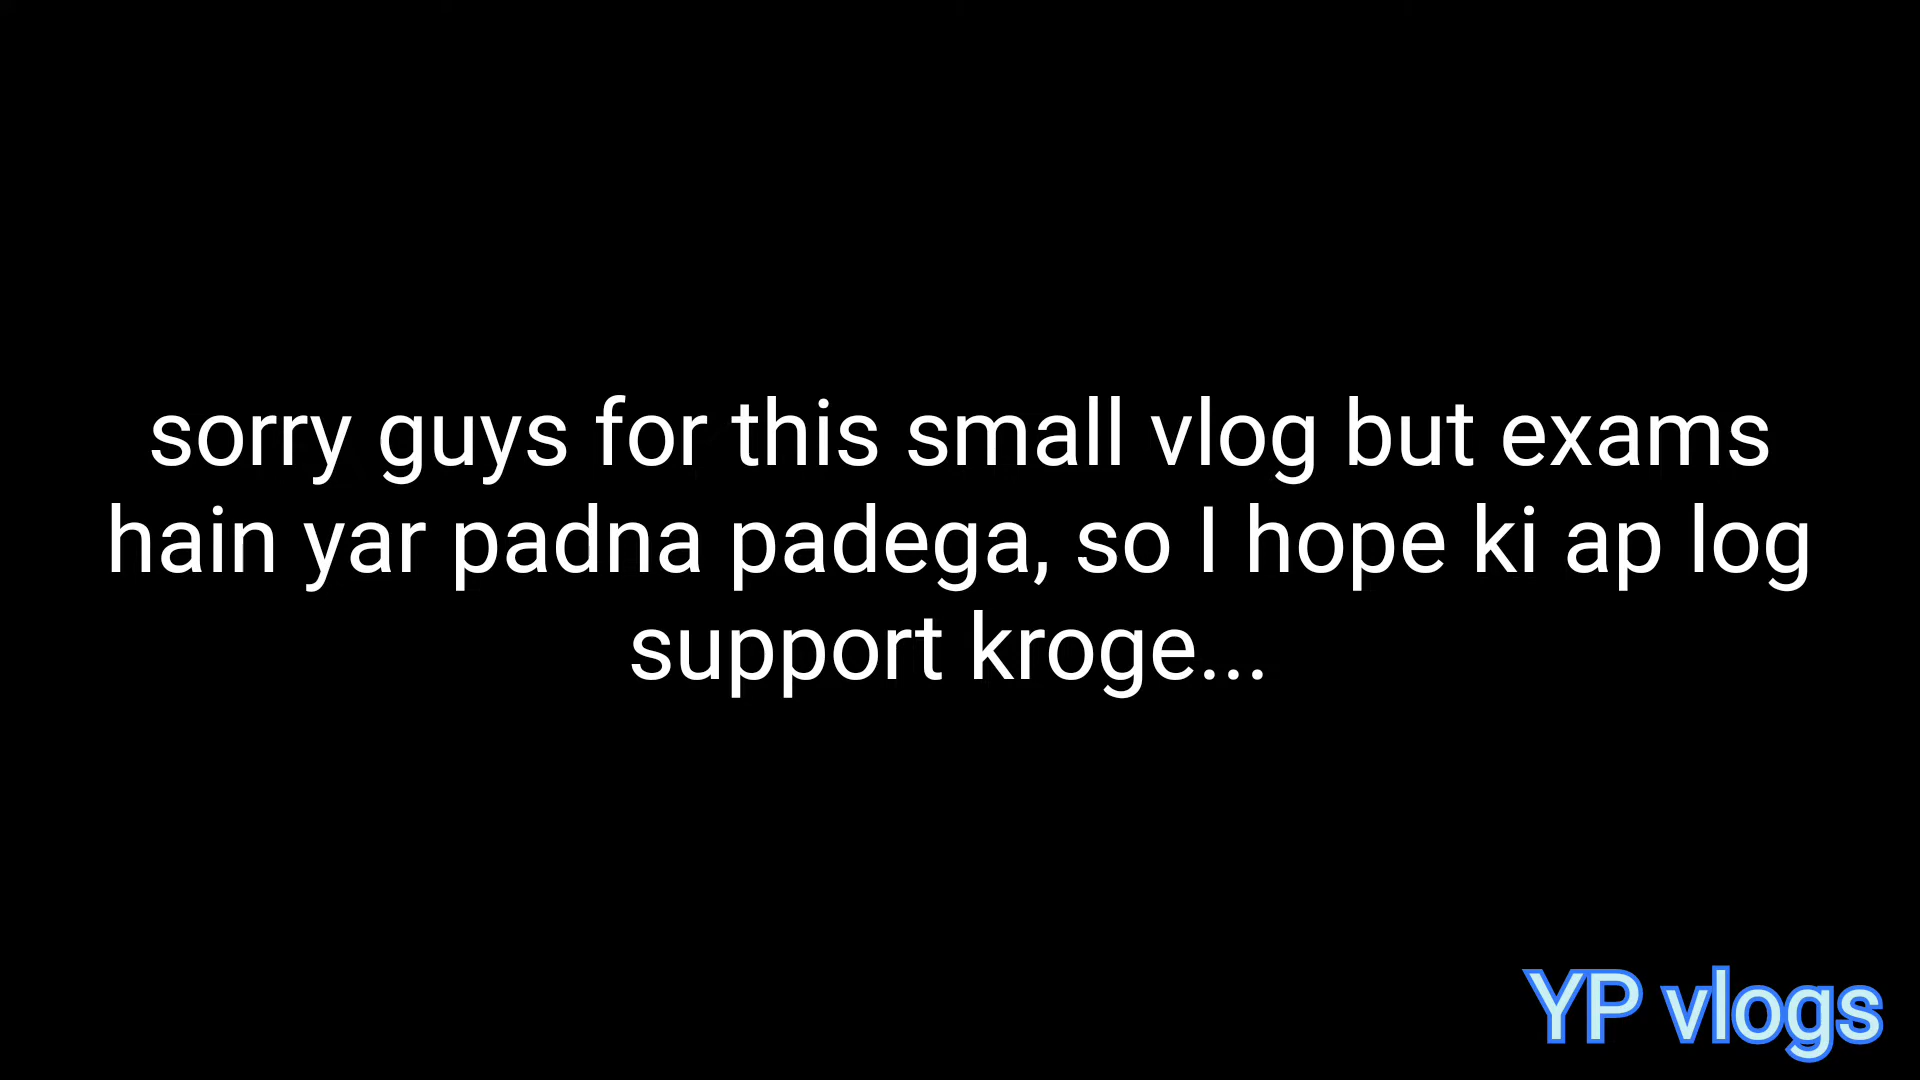 sorry guys for this small vlog but exams
hain yar padna padega, so I hope ki ap log
support kroge...
YP vlogs